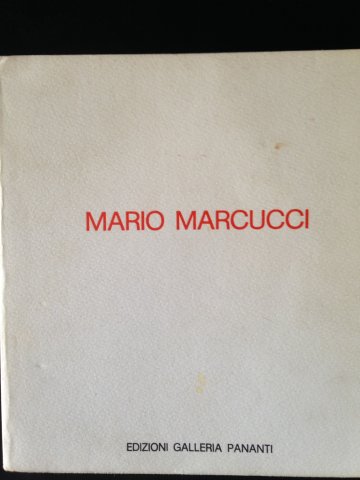 MARIO MARCUCCI
EDIZIONI GALLERIA PANANTI